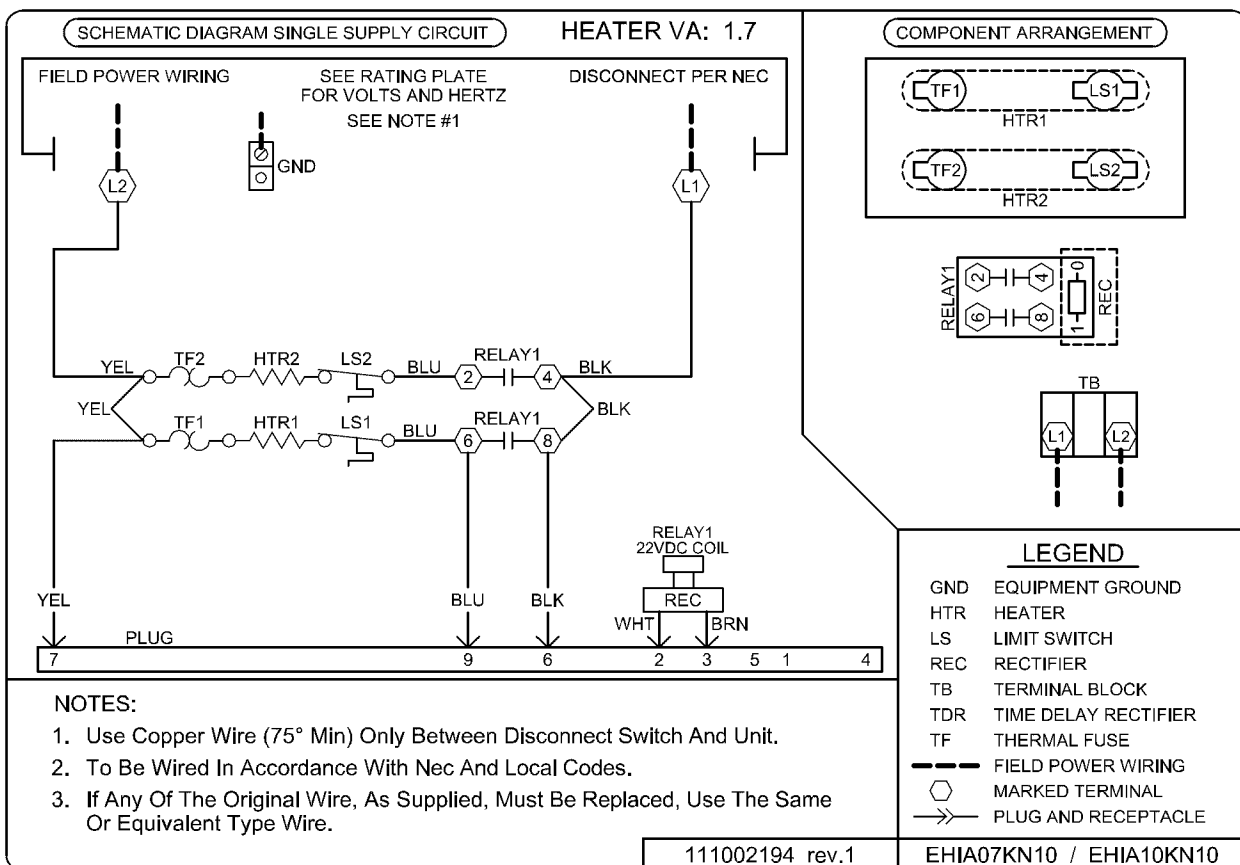 SCHEMATIC DIAGRAM SINGLE SUPPLY CIRCUIT
HEATER VA: 1.7
FIELD POWER WIRING
SEE RATING PLATE
FOR VOLTS AND HERTZ
SEE NOTE #1
DISCONNECT PER NEC
GND
L2
L1
YEL
TF2
HTR2
LS2
BLU
2
RELAY1
4
BLK
YEL
BLK
TF1
HTR1
LS1
BLU
6
RELAY1
8
RELAY1
22VDC COIL
REC
YEL
BLU
BLK
WHT
BRN
PLUG
7
9
6
2
3
5
1
4
COMPONENT ARRANGEMENT
TF1
LS1
HTR1
TF2
LS2
HTR2
RELAY1
2
4
6
8
0
1
REC
TB
L1
L2
NOTES:
1. Use Copper Wire (75° Min) Only Between Disconnect Switch And Unit.
2. To Be Wired In Accordance With Nec And Local Codes.
3. If Any Of The Original Wire, As Supplied, Must Be Replaced, Use The Same
Or Equivalent Type Wire.
LEGEND
GND EQUIPMENT GROUND
HTR HEATER
LS LIMIT SWITCH
REC RECTIFIER
TB TERMINAL BLOCK
TDR TIME DELAY RECTIFIER
TF THERMAL FUSE
FIELD POWER WIRING
MARKED TERMINAL
PLUG AND RECEPTACLE
111002194 rev.1
EHIA07KN10 / EHIA10KN10